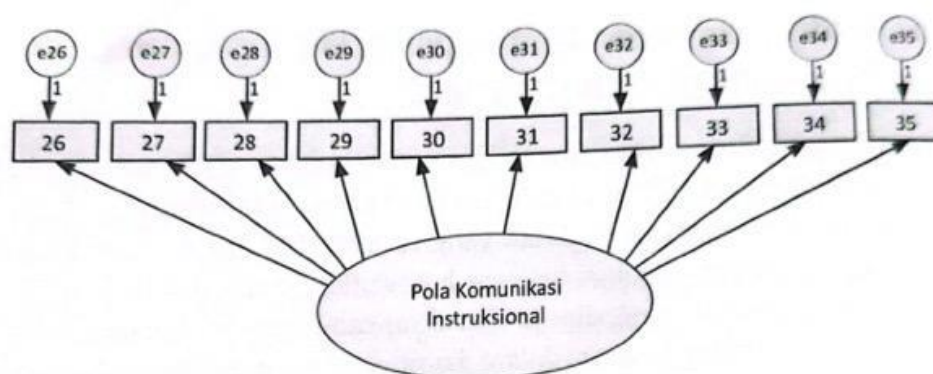 e26 e27 e28 e29 e30 e31 e32 e33 e34 e35
1 1 1 1 1 1 1 1 1 1
26 27 28 29 30 31 32 33 34 35
Pola Komunikasi
Instruksional